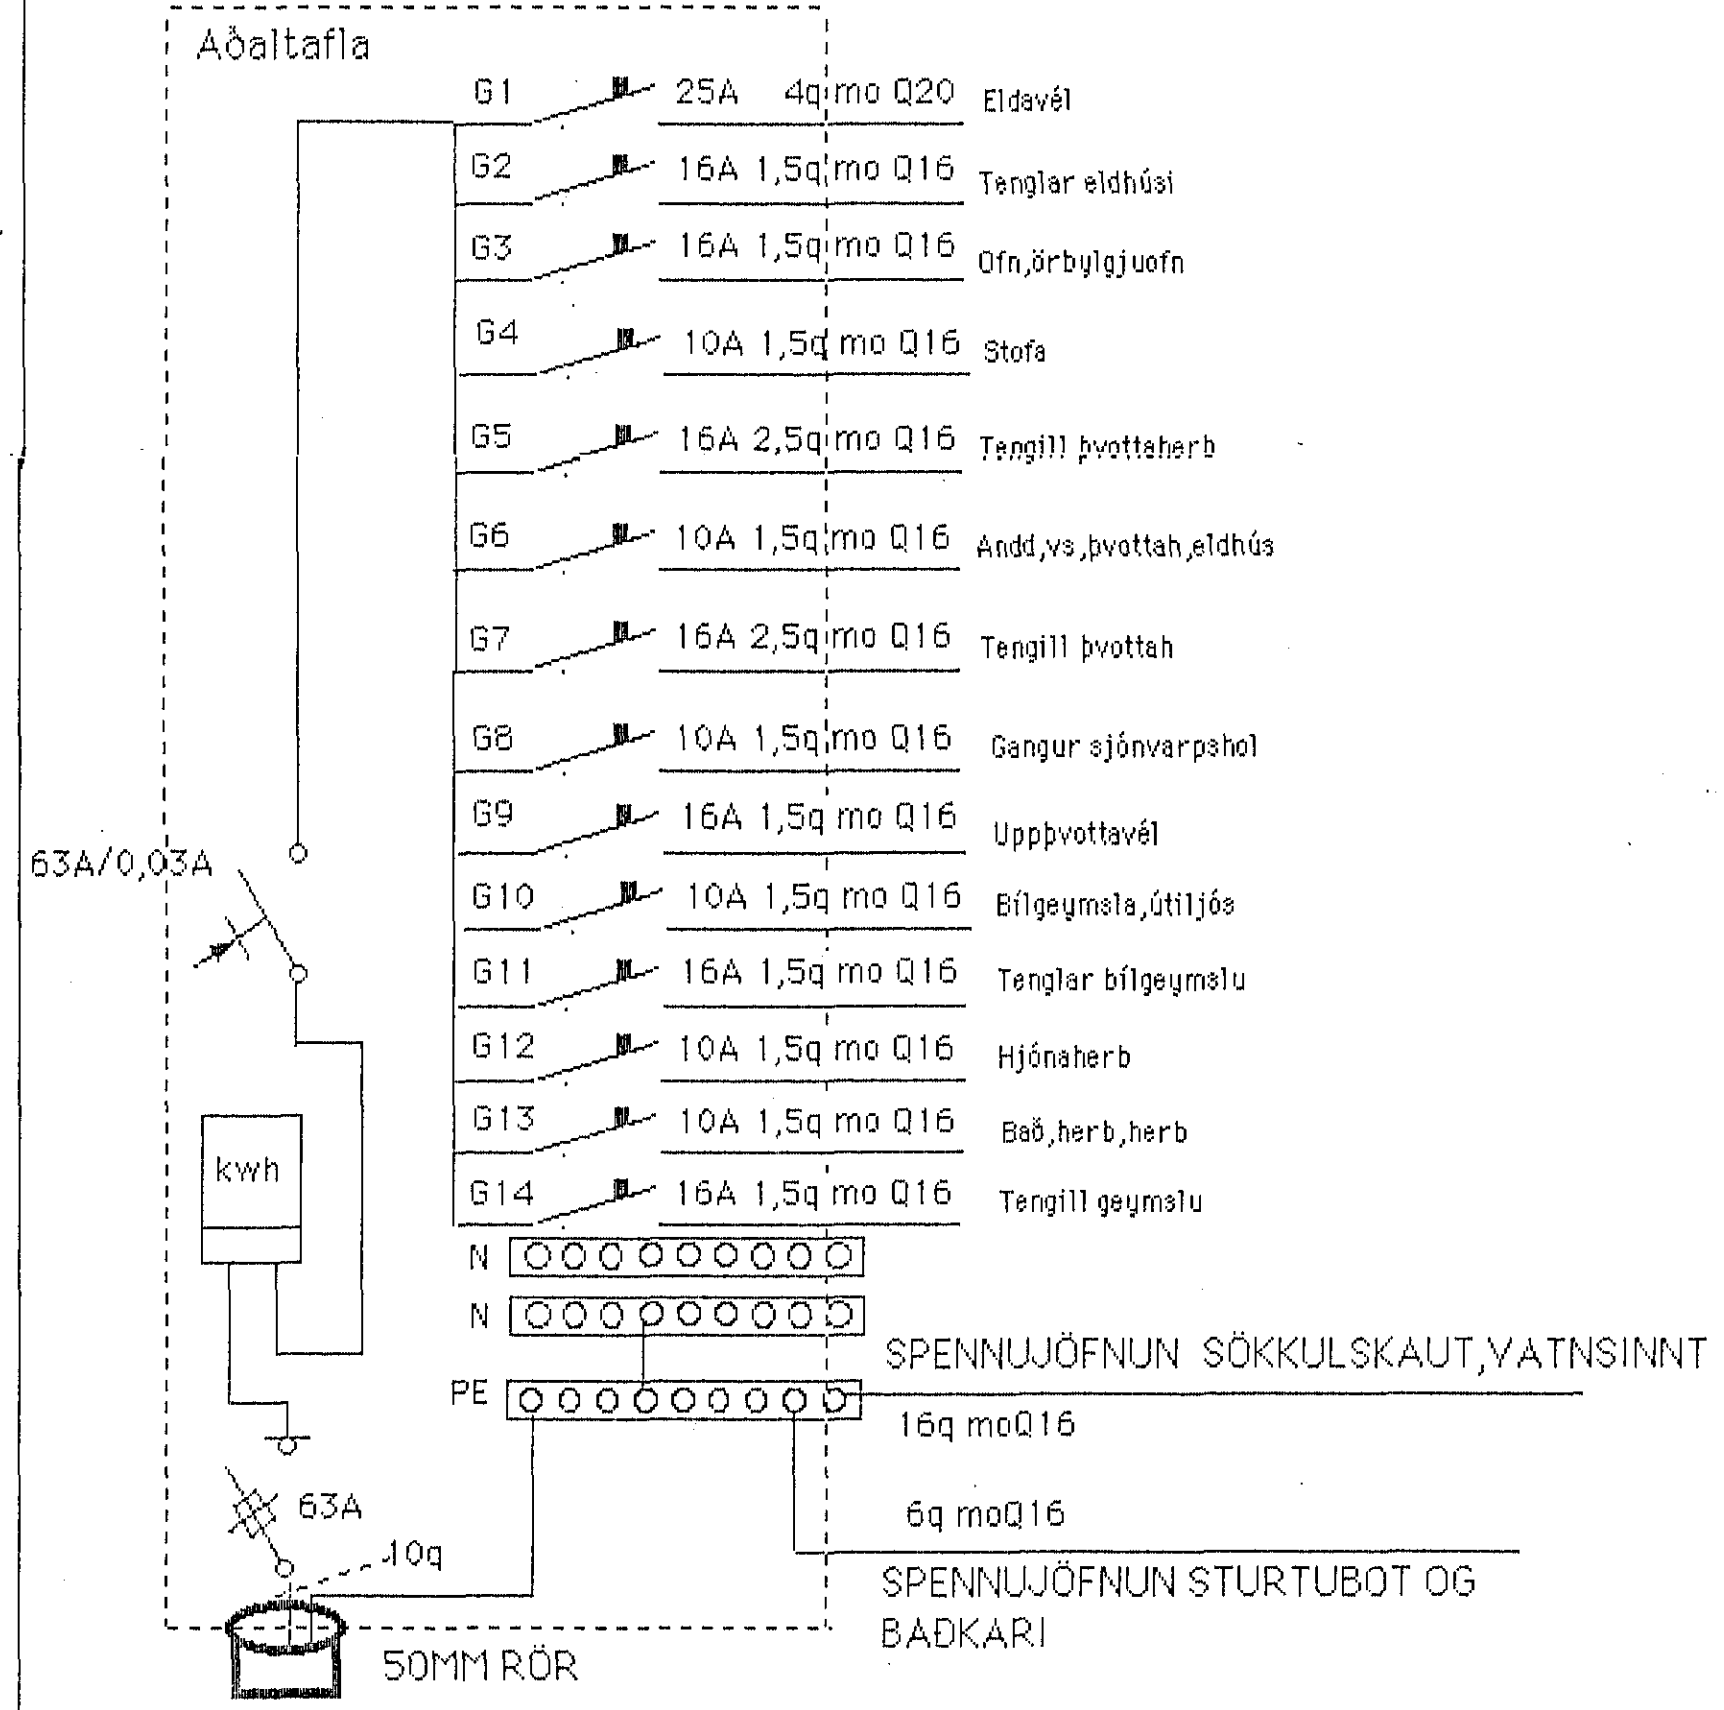 Aðaltafla
G1 25A 4q mo Q20 Eldavél
G2 16A 1,5q mo Q16 Tenglar eldhúsi
G3 16A 1,5q mo Q16 Ofn,örbylgjuofn
G4 10A 1,5q mo Q16 Stofa
G5 16A 2,5q mo Q16 Tengill þvottaherb
G6 10A 1,5q mo Q16 Andd,vs,þvottah,eldhús
G7 16A 2,5q mo Q16 Tengill þvottah
G8 10A 1,5q mo Q16 Gangur sjónvarpshol
G9 16A 1,5q mo Q16 Uppþvottavél
63A/0,03A
G10 10A 1,5q mo Q16 Bílgeymsla,útiljós
G11 16A 1,5q mo Q16 Tenglar bílgeymslu
G12 10A 1,5q mo Q16 Hjónaherb
G13 10A 1,5q mo Q16 Bað,herb,herb
kwh
G14 16A 1,5q mo Q16 Tengill geymslu
N
N
SPENNUJÖFNUN SÖKKULSKAUT,VATNSINNT
PE
16q moQ16
63A
6q moQ16
10q
SPENNUJÖFNUN STURTUBOT OG
BAÐKARI
50MM RÖR